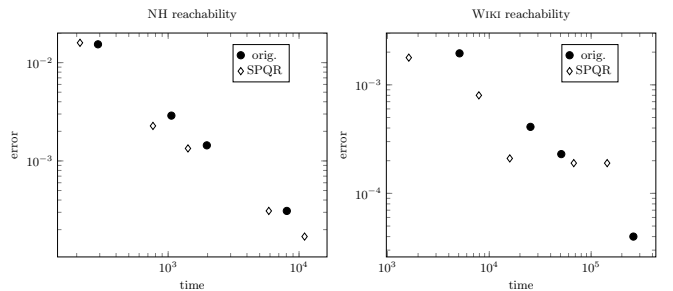 NH reachability
10^-2
10^-3
error
orig.
SPQR
10^3
10^4
time
WIKI reachability
10^-3
10^-4
error
orig.
SPQR
10^3
10^4
10^5
time